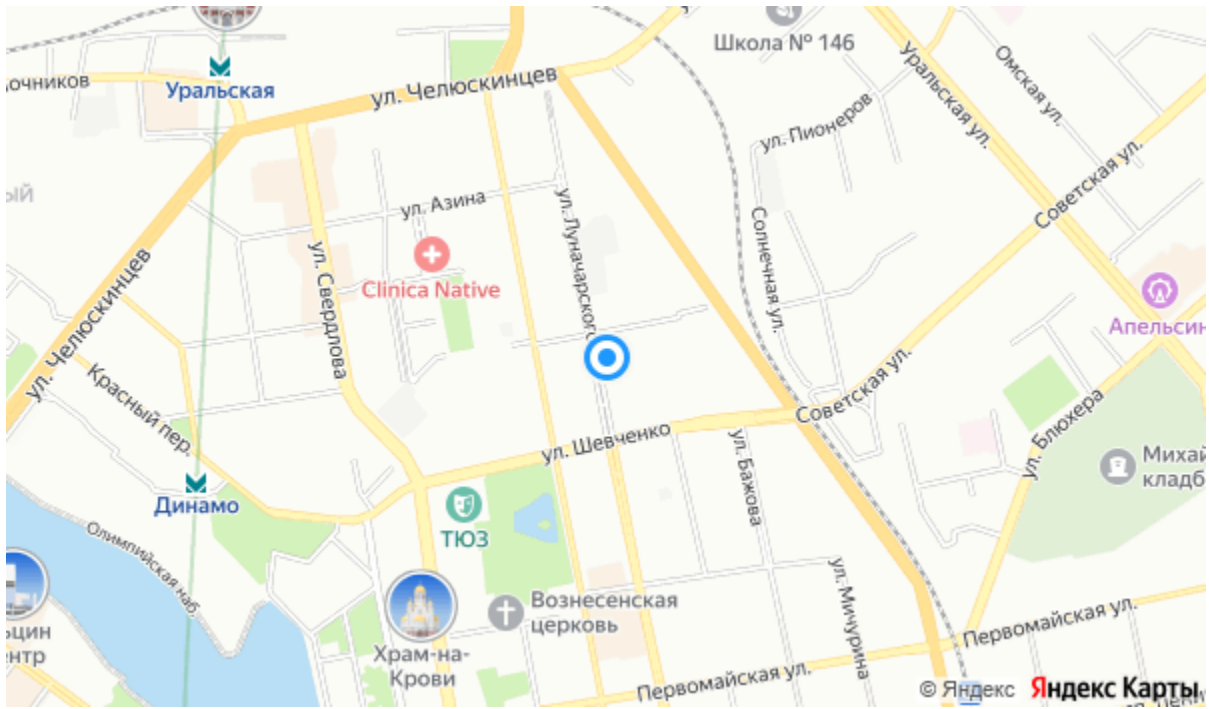 Школа № 146
очников
Уральская
ул. Челюскинцев
Уральская ул.
Омская ул.
ул. Пионеров
Советская ул.
ый
ул. Азина
ул. Луначарского
Солнечная ул.
ул. Свердлова
Clinica Native
ул. Челюскинцев
Апельсин
Красный пер.
Советская ул.
ул. Блюхера
ул. Шевченко
ул. Бажова
Михай
кладб
Динамо
ТЮЗ
Олимпийская наб.
ул. Мичурина
Вознесенская
церковь
ьцин
ентр
Храм-на-
Крови
Первомайская ул.
Первомайская ул.
© Яндекс Яндекс Карты